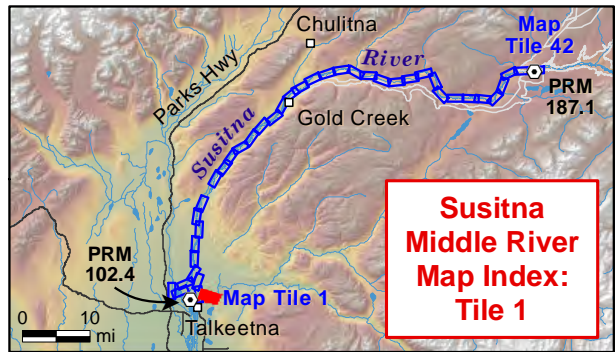 Chulitna
Map
Tile 42
River
Parks Hwy
PRM
187.1
Gold Creek
Susitna
Susitna
Middle River
Map Index:
Tile 1
PRM
102.4
Map Tile 1
Talkeetna
0 10
mi